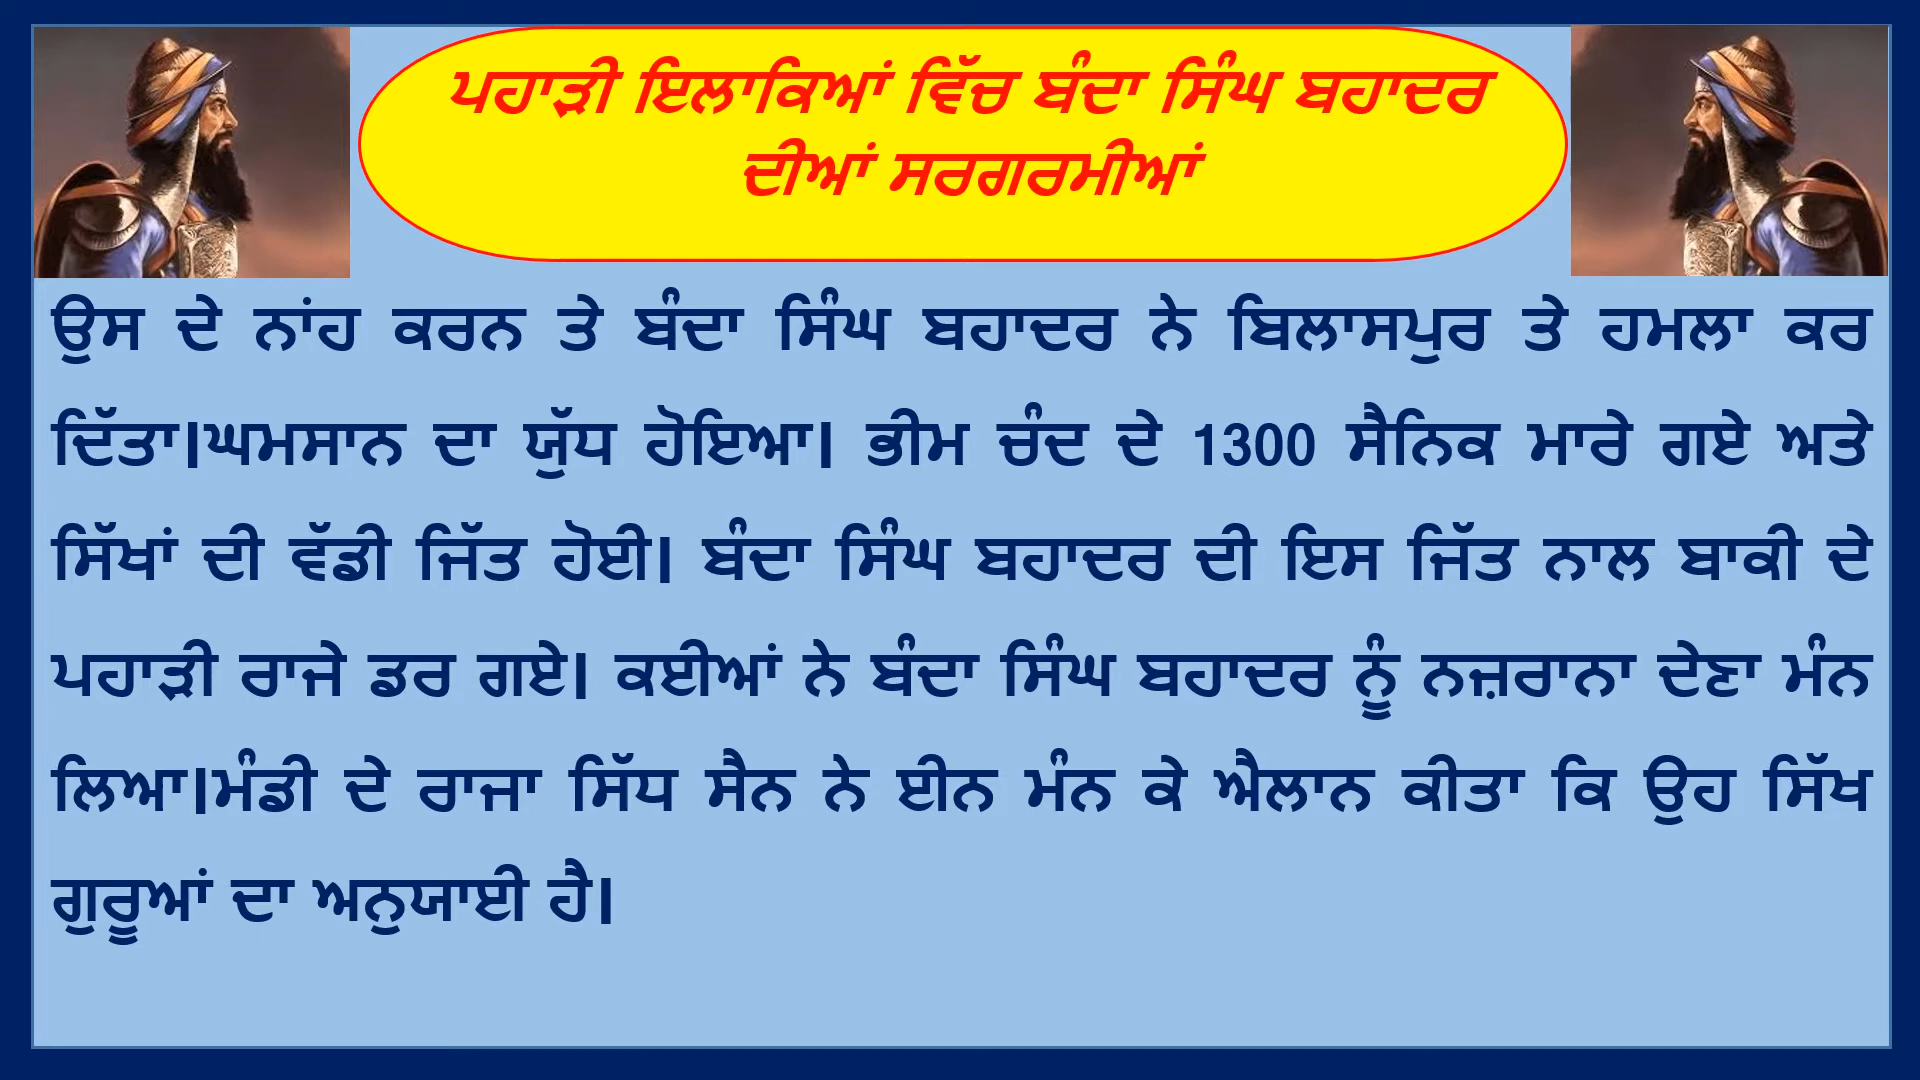 ਪਹਾੜੀ ਇਲਾਕਿਆਂ ਵਿੱਚ ਬੰਦਾ ਸਿੰਘ ਬਹਾਦਰ
ਦੀਆਂ ਸਰਗਰਮੀਆਂ
ਉਸ ਦੇ ਨਾਂਹ ਕਰਨ ਤੇ ਬੰਦਾ ਸਿੰਘ ਬਹਾਦਰ ਨੇ ਬਿਲਾਸਪੁਰ ਤੇ ਹਮਲਾ ਕਰ
ਦਿੱਤਾ।ਘਮਸਾਨ ਦਾ ਯੁੱਧ ਹੋਇਆ। ਭੀਮ ਚੰਦ ਦੇ 1300 ਸੈਨਿਕ ਮਾਰੇ ਗਏ ਅਤੇ
ਸਿੱਖਾਂ ਦੀ ਵੱਡੀ ਜਿੱਤ ਹੋਈ। ਬੰਦਾ ਸਿੰਘ ਬਹਾਦਰ ਦੀ ਇਸ ਜਿੱਤ ਨਾਲ ਬਾਕੀ ਦੇ
ਪਹਾੜੀ ਰਾਜੇ ਡਰ ਗਏ। ਕਈਆਂ ਨੇ ਬੰਦਾ ਸਿੰਘ ਬਹਾਦਰ ਨੂੰ ਨਜ਼ਰਾਨਾ ਦੇਣਾ ਮੰਨ
ਲਿਆ।ਮੰਡੀ ਦੇ ਰਾਜਾ ਸਿੱਧ ਸੈਨ ਨੇ ਈਨ ਮੰਨ ਕੇ ਐਲਾਨ ਕੀਤਾ ਕਿ ਉਹ ਸਿੱਖ
ਗੁਰੂਆਂ ਦਾ ਅਨੁਯਾਈ ਹੈ।